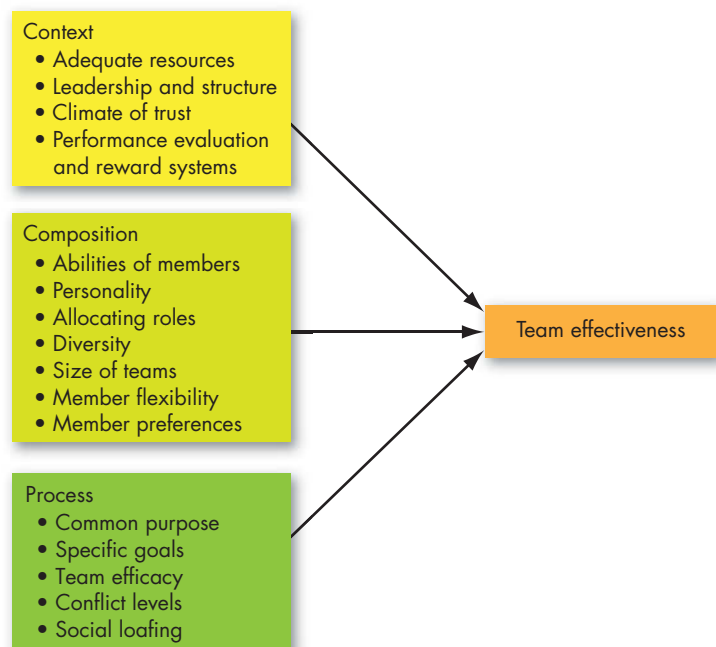 Context
• Adequate resources
• Leadership and structure
• Climate of trust
• Performance evaluation
and reward systems
Composition
• Abilities of members
• Personality
• Allocating roles
• Diversity
• Size of teams
• Member flexibility
• Member preferences
Team effectiveness
Process
• Common purpose
• Specific goals
• Team efficacy
• Conflict levels
• Social loafing